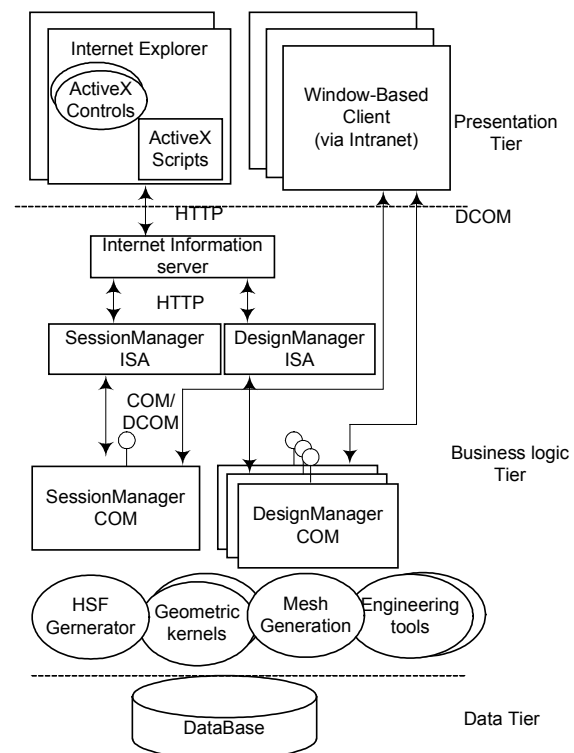 Internet Explorer
ActiveX
Controls
ActiveX
Scripts
Window-Based
Client
(via Intranet)
Presentation
Tier
HTTP
DCOM
Internet Information
server
HTTP
SessionManager
ISA
DesignManager
ISA
COM/
DCOM
Business logic
Tier
SessionManager
COM
DesignManager
COM
HSF
Gernerator
Geometric
kernels
Mesh
Generation
Engineering
tools
DataBase
Data Tier